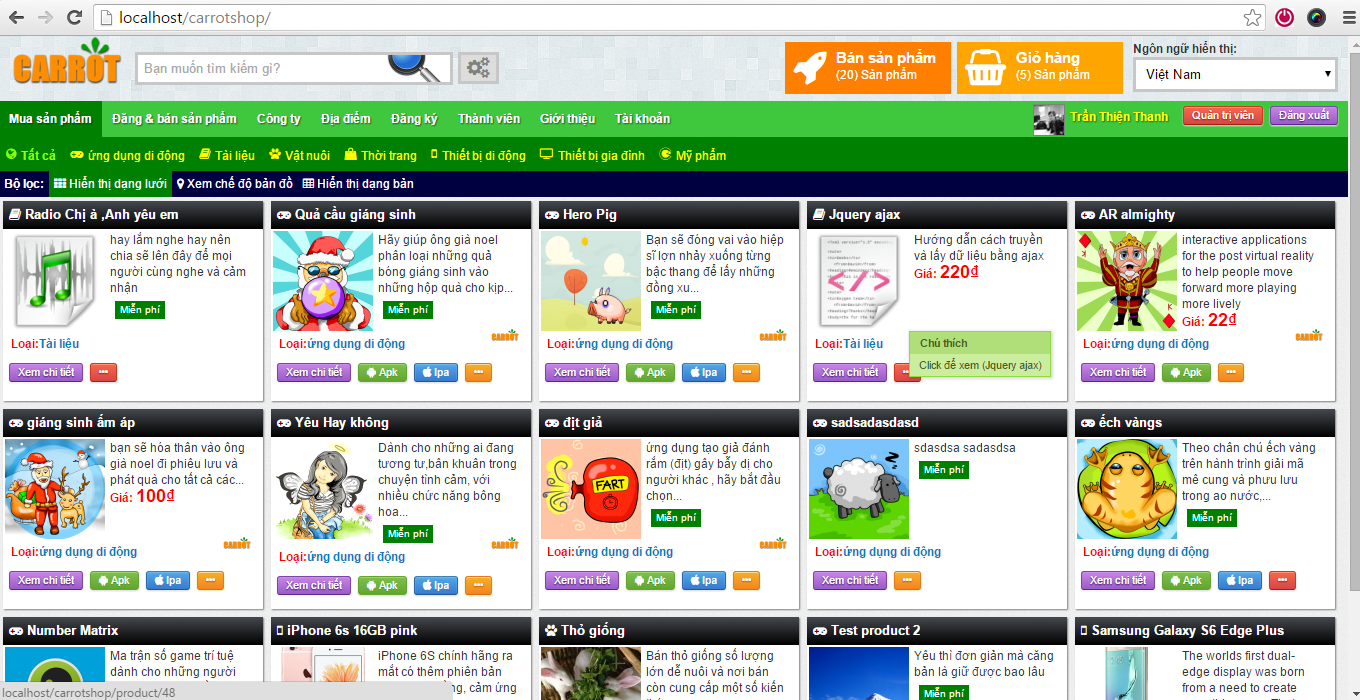 localhost/carrotshop/
CARROT
Bạn muốn tìm kiếm gì?
Bán sản phẩm
(20) Sản phẩm
Giỏ hàng
(5) Sản phẩm
Ngôn ngữ hiển thị:
Việt Nam
Mua sản phẩm Đăng & bán sản phẩm Công ty Địa điểm Đăng ký Thành viên Giới thiệu Tài khoản
Trần Thiện Thanh Quản trị viên Đăng xuất
Tất cả ứng dụng di động Tài liệu Vật nuôi Thời trang Thiết bị di động Thiết bị gia đình Mỹ phẩm
Bộ lọc: Hiển thị dạng lưới Xem chế độ bản đồ Hiển thị dạng bản
Radio Chị à ,Anh yêu em
hay lắm nghe hay nên
chia sẽ lên đây để mọi
người cùng nghe và cảm
nhận
Miễn phí
Loại:Tài liệu
Xem chi tiết
Quả cầu giáng sinh
Hãy giúp ông già noel
phân loại những quả
bóng giáng sinh vào
những hộp quà cho kịp...
Miễn phí
CARROT
Loại:ứng dụng di động
Xem chi tiết Apk Ipa
Hero Pig
Bạn sẽ đóng vai vào hiệp
sĩ lợn nhảy xuống từng
bậc thang để lấy những
đồng xu...
Miễn phí
CARROT
Loại:ứng dụng di động
Xem chi tiết Apk Ipa
Jquery ajax
Hướng dẫn cách truyền
và lấy dữ liệu bằng ajax
Giá: 220₫
Loại:Tài liệu
Xem chi tiết
Chú thích
Click để xem (Jquery ajax)
AR almighty
interactive applications
for the post virtual reality
to help people move
forward more playing
more lively
Giá: 22₫
CARROT
Loại:ứng dụng di động
Xem chi tiết Apk
giáng sinh ấm áp
bạn sẽ hóa thân vào ông
già noel đi phiêu lưu và
phát quà cho tất cả các...
Giá: 100₫
CARROT
Loại:ứng dụng di động
Xem chi tiết Apk Ipa
Yêu Hay không
Dành cho những ai đang
tương tư,bân khuân trong
chuyện tình cảm, với
nhiều chức năng bông
hoa...
Miễn phí
CARROT
Loại:ứng dụng di động
Xem chi tiết Apk Ipa
địt giả
FART
ứng dụng tạo giả đánh
rắm (địt) gây bẫy dị cho
người khác , hãy bắt đầu
chọn...
Miễn phí
CARROT
Loại:ứng dụng di động
Xem chi tiết Apk Ipa
sadsadasdasd
sdasdsa sadasdsa
Miễn phí
Loại:ứng dụng di động
Xem chi tiết
ếch vàngs
Theo chân chú ếch vàng
trên hành trình giải mã
mê cung và phưu lưu
trong ao nước,...
Miễn phí
Loại:ứng dụng di động
Xem chi tiết Apk Ipa
Number Matrix
Ma trận số game trí tuệ
dành cho những người
iPhone 6s 16GB pink
iPhone 6S chính hãng ra
mắt có thêm phiên bản
cảm ứng
Thỏ giống
Bán thỏ giống số lượng
lớn dễ nuôi và nơi bán
còn cung cấp một số kiến
Test product 2
Yêu thì đơn giản mà căng
bản là giữ được bao lâu
Miễn phí
Samsung Galaxy S6 Edge Plus
The worlds first dual-
edge display was born
from a need to create
localhost/carrotshop/product/48